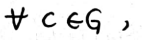 ∀ c ∈ G ,